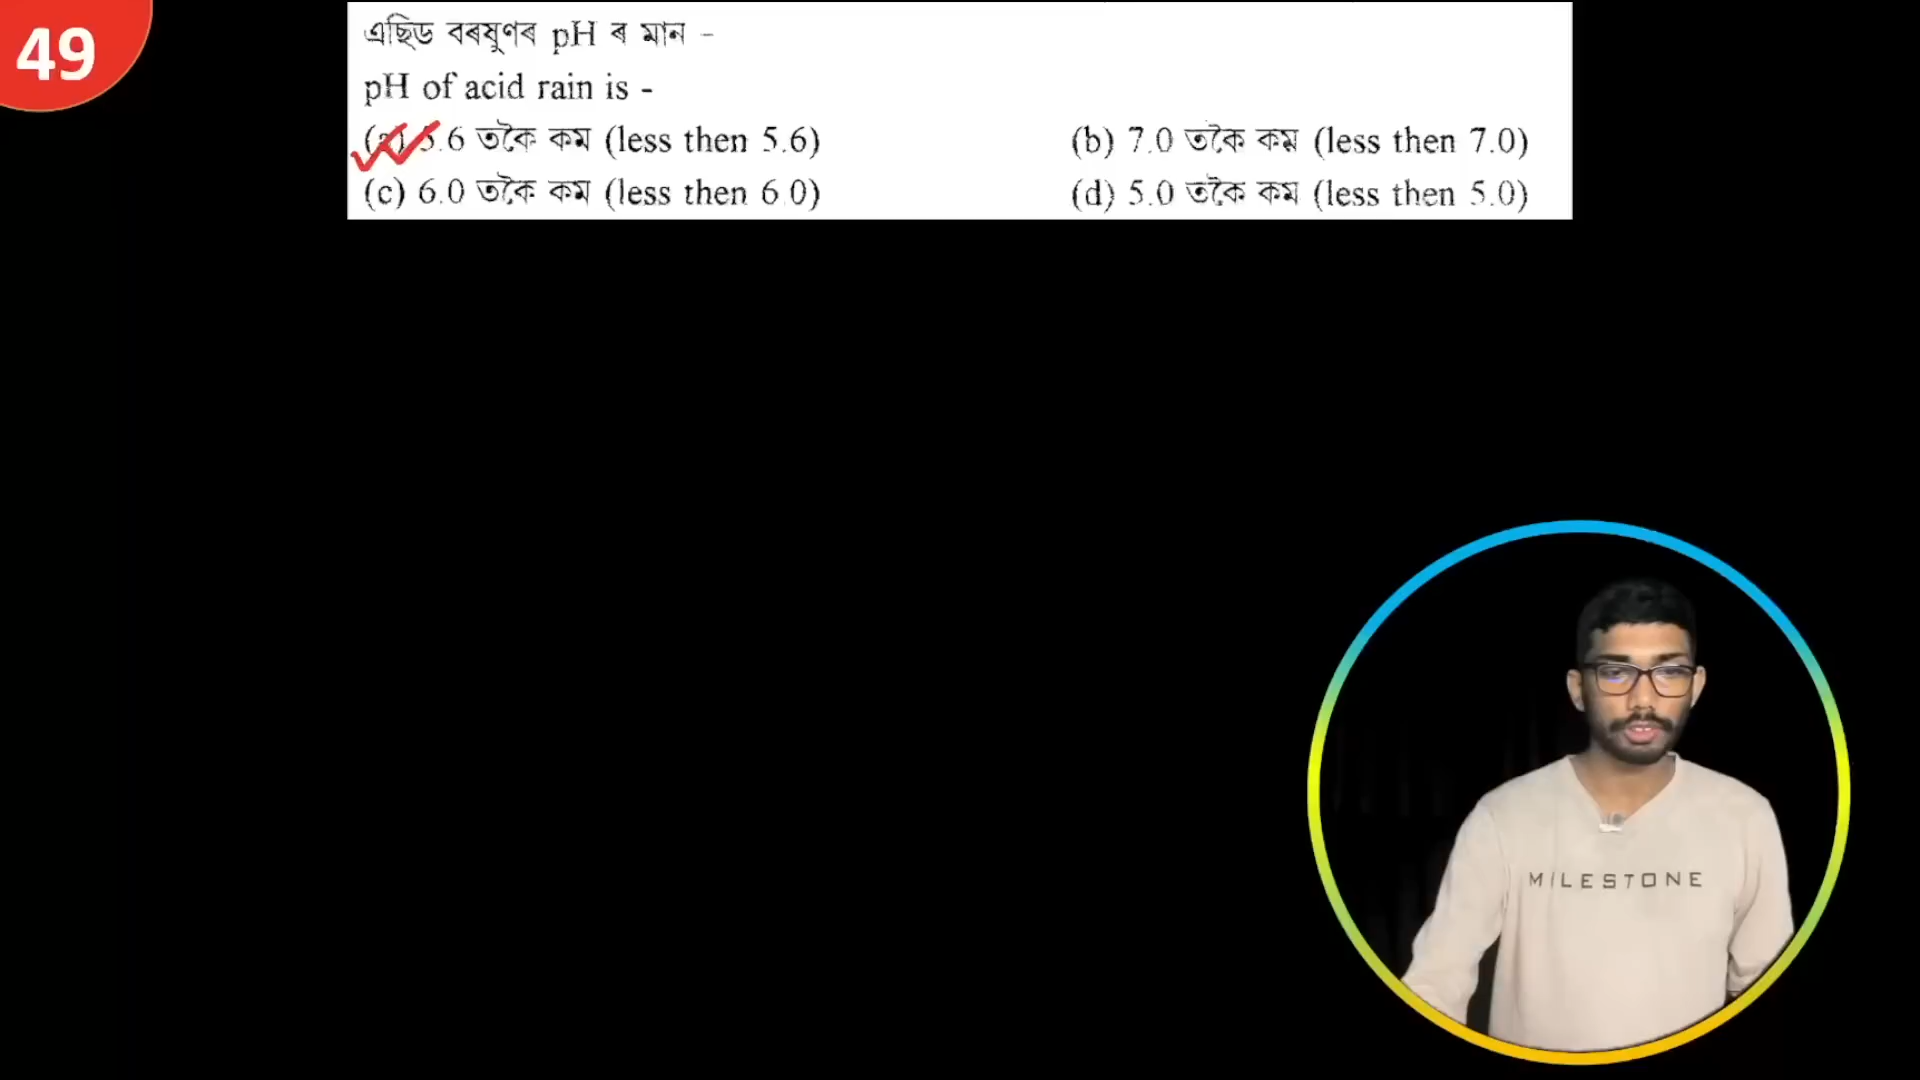 49
এছিড বৰষুণৰ pH ৰ মান -
pH of acid rain is -
(a) 5.6 তকৈ কম (less then 5.6)
(b) 7.0 তকৈ কম (less then 7.0)
(c) 6.0 তকৈ কম (less then 6.0)
(d) 5.0 তকৈ কম (less then 5.0)
MILESTONE